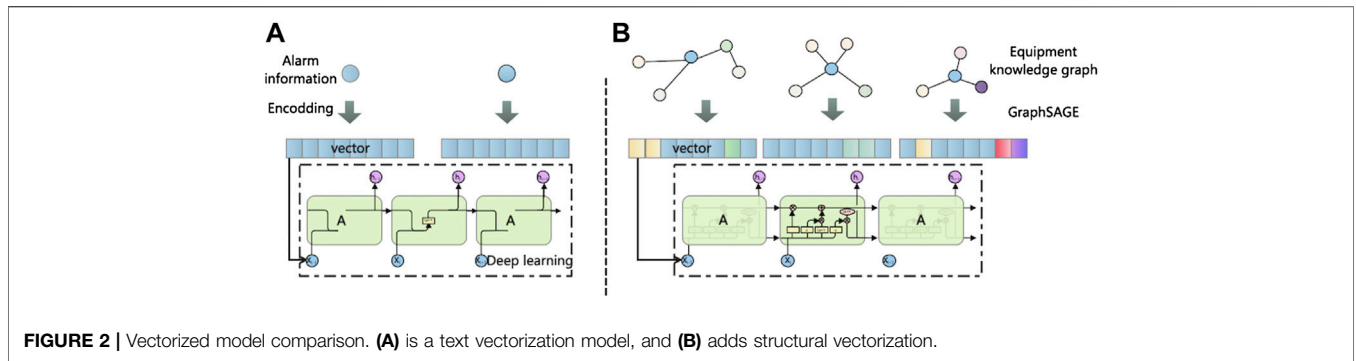 A
Alarm
information
Encodding
vector
A
A
Deep learning
B
Equipment
knowledge graph
GraphSAGE
vector
A
A
FIGURE 2 | Vectorized model comparison. (A) is a text vectorization model, and (B) adds structural vectorization.